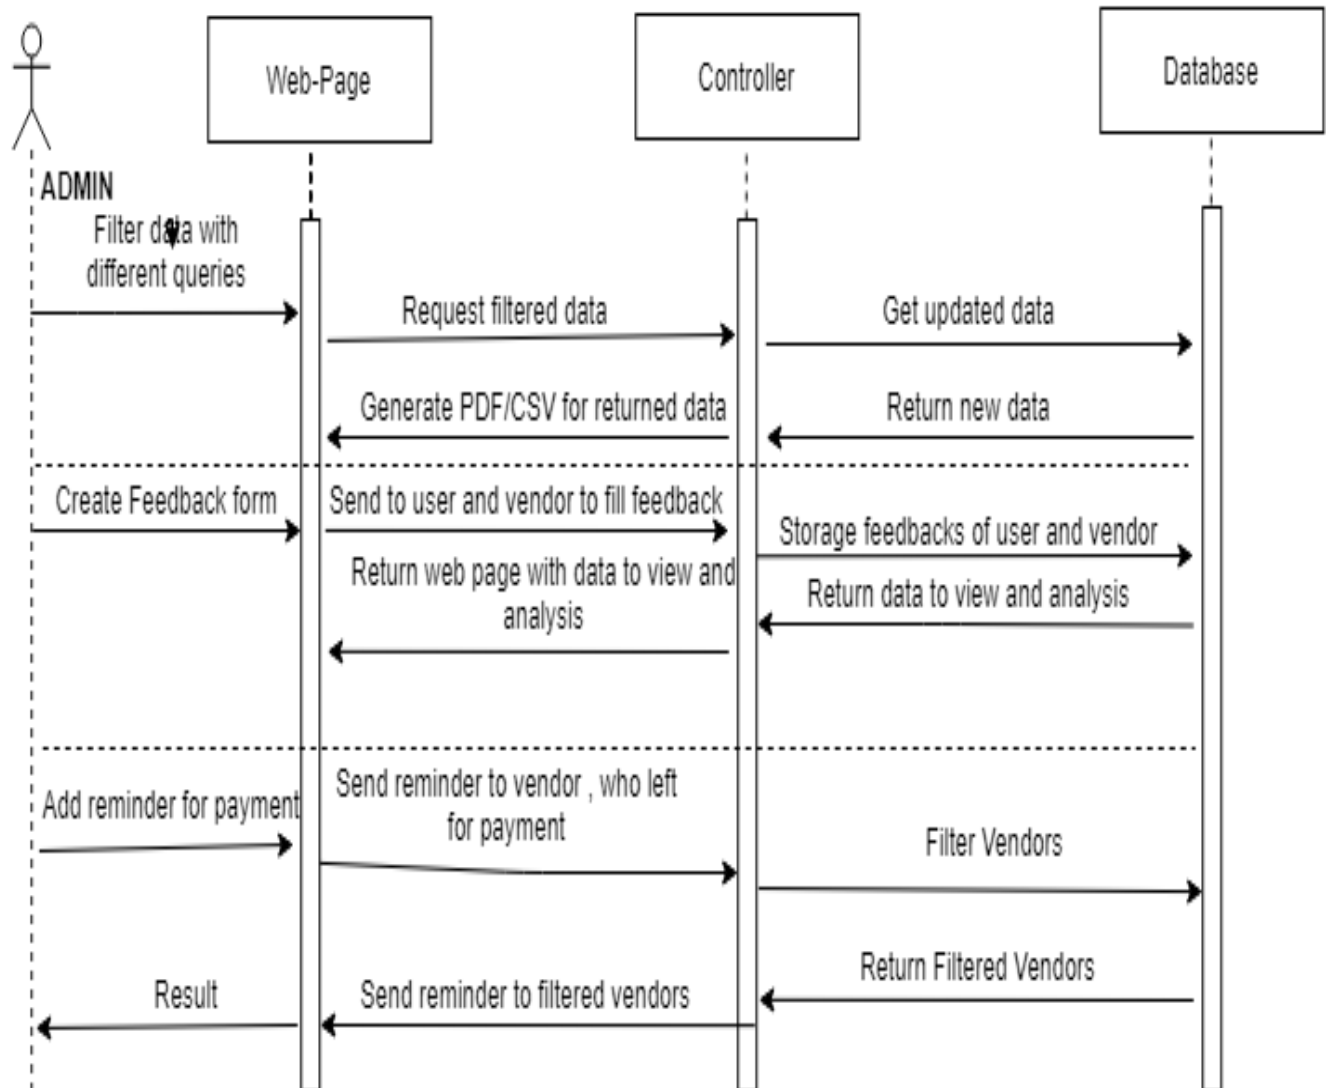 Web-Page
Controller
Database
ADMIN
Filter data with
different queries
Request filtered data
Get updated data
Generate PDF/CSV for returned data
Return new data
Create Feedback form
Send to user and vendor to fill feedback
Storage feedbacks of user and vendor
Return web page with data to view and
analysis
Return data to view and analysis
Add reminder for payment
Send reminder to vendor , who left
for payment
Filter Vendors
Return Filtered Vendors
Result
Send reminder to filtered vendors